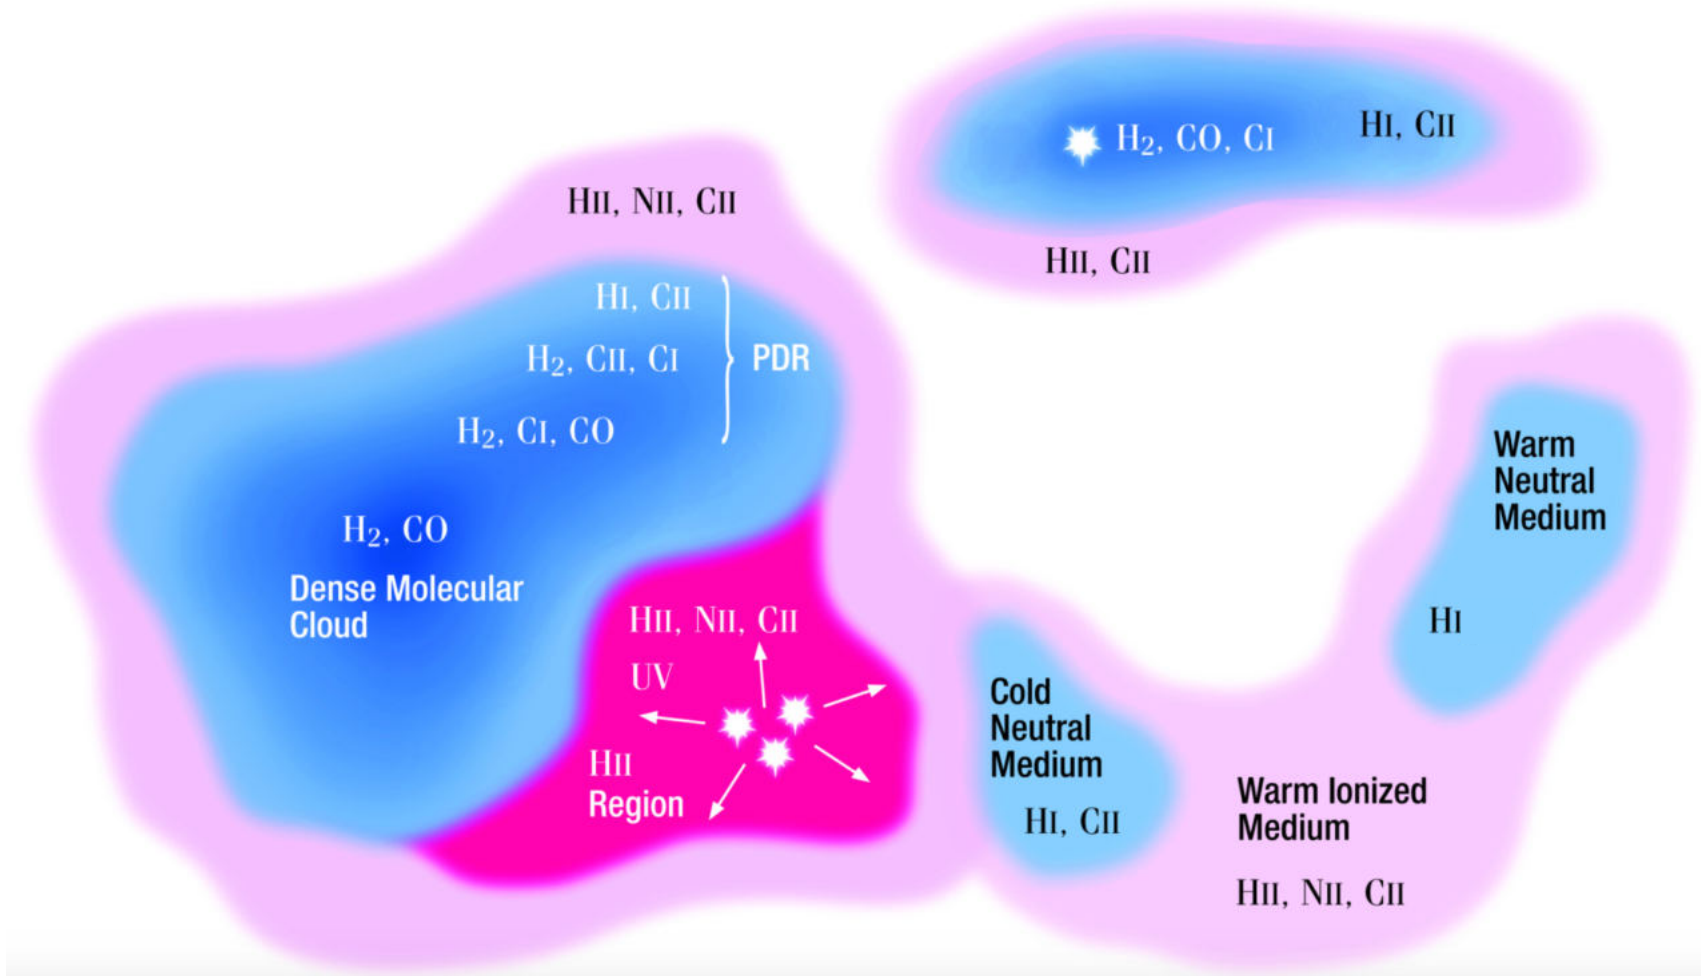 H₂, CO, CI
HI, CII
HII, CII
HII, NII, CII
HI, CII
H₂, CII, CI
PDR
H₂, CI, CO
H₂, CO
Dense Molecular
Cloud
HII, NII, CII
UV
HII
Region
Cold
Neutral
Medium
HI, CII
Warm
Neutral
Medium
HI
Warm Ionized
Medium
HII, NII, CII